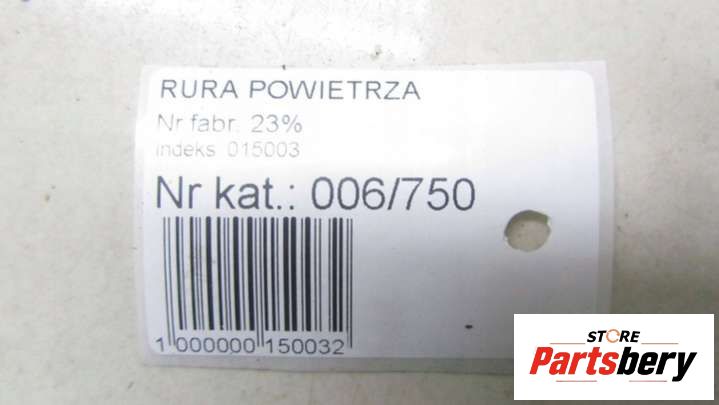 RURA POWIETRZA
Nr fabr. 23%
indeks 015003
Nr kat.: 006/750
1 000000 150032
STORE
Partsbery